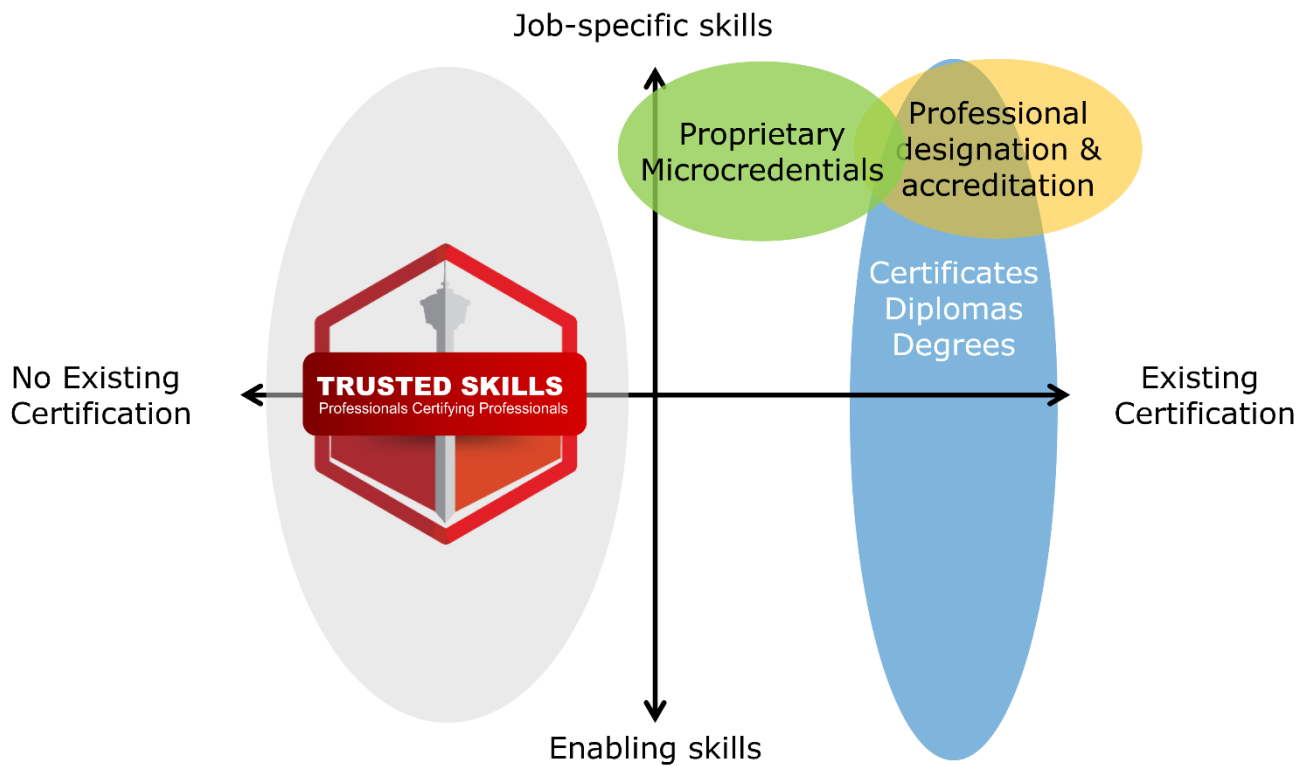 Job-specific skills
Proprietary
Microcredentials
Professional
designation &
accreditation
Certificates
Diplomas
Degrees
No Existing
Certification
TRUSTED SKILLS
Professionals Certifying Professionals
Existing
Certification
Enabling skills